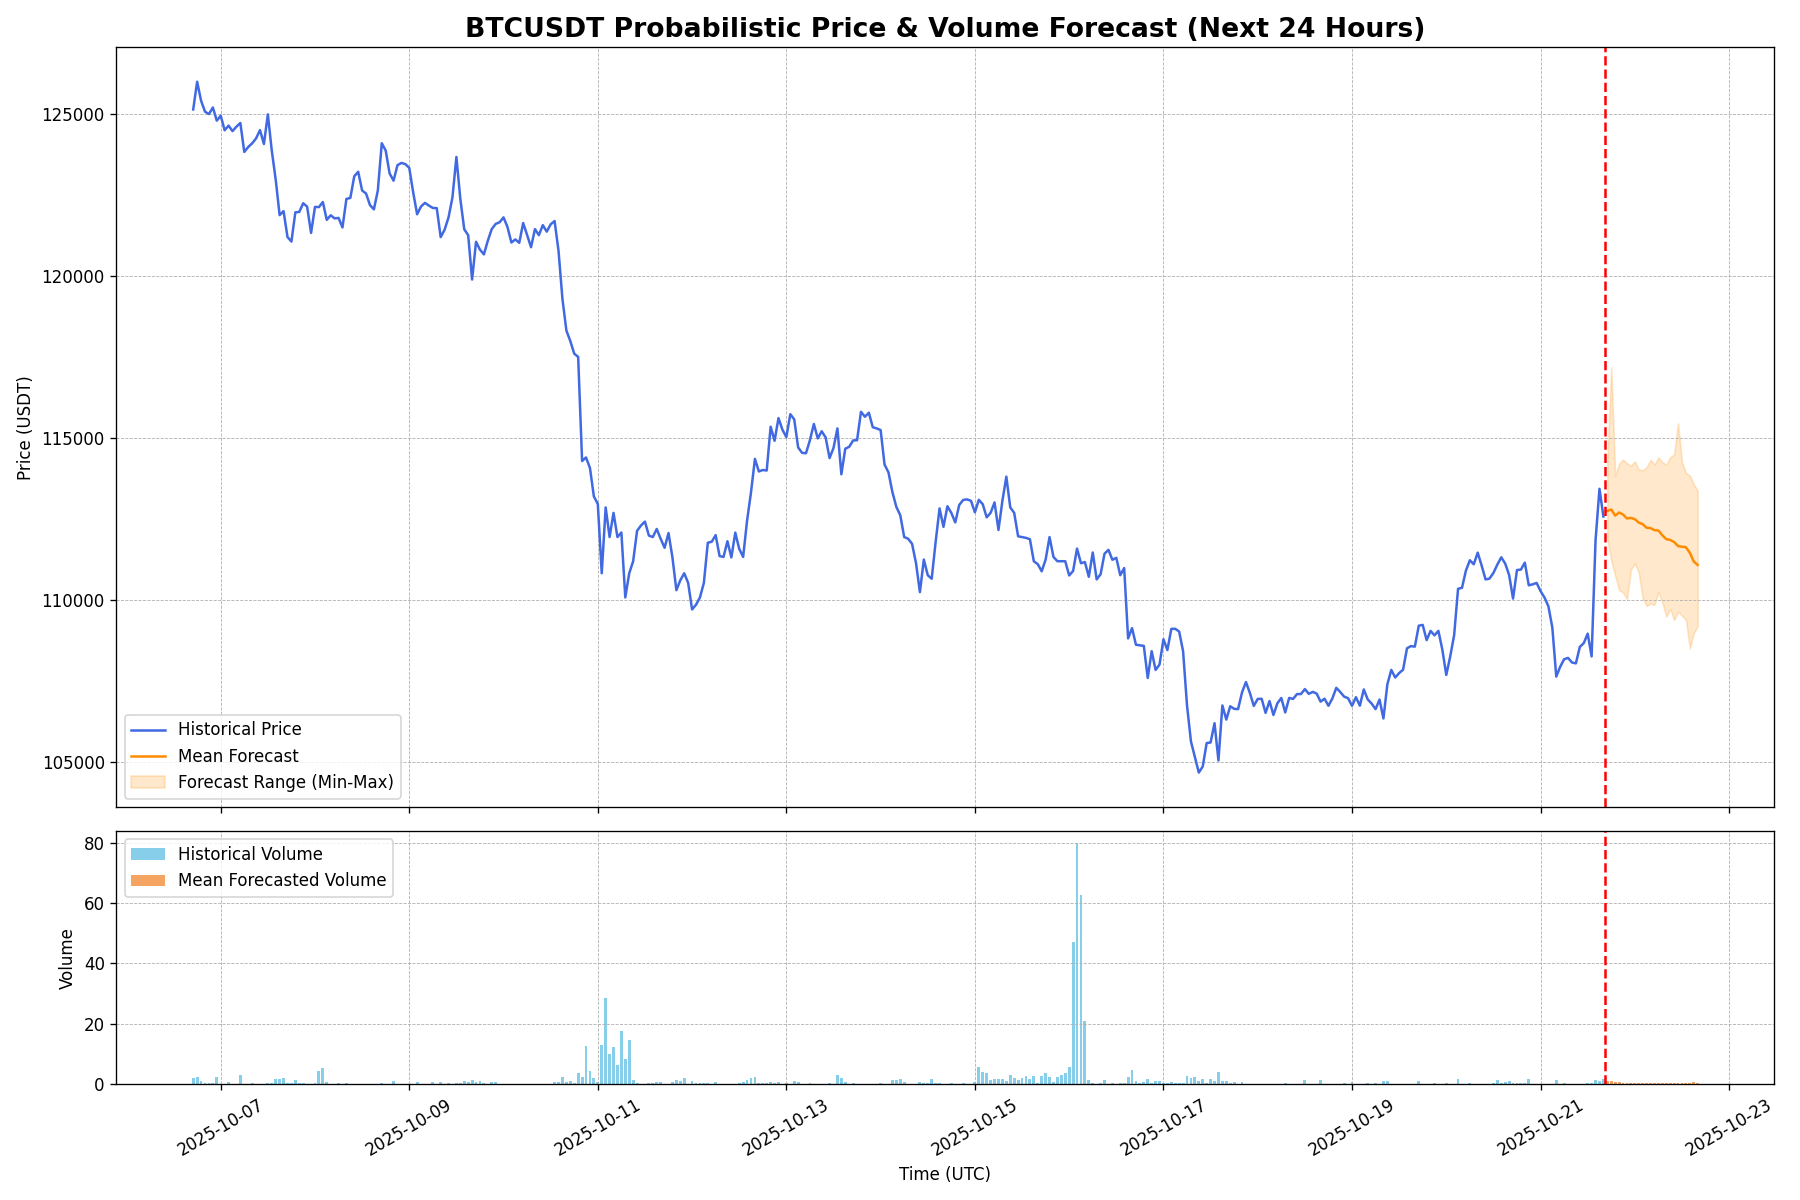 BTCUSDT Probabilistic Price & Volume Forecast (Next 24 Hours)
125000
120000
115000
110000
105000
Price (USDT)
Historical Price
Mean Forecast
Forecast Range (Min-Max)
80
60
40
20
0
Volume
Historical Volume
Mean Forecasted Volume
2025-10-07
2025-10-09
2025-10-11
2025-10-13
2025-10-15
2025-10-17
2025-10-19
2025-10-21
2025-10-23
Time (UTC)